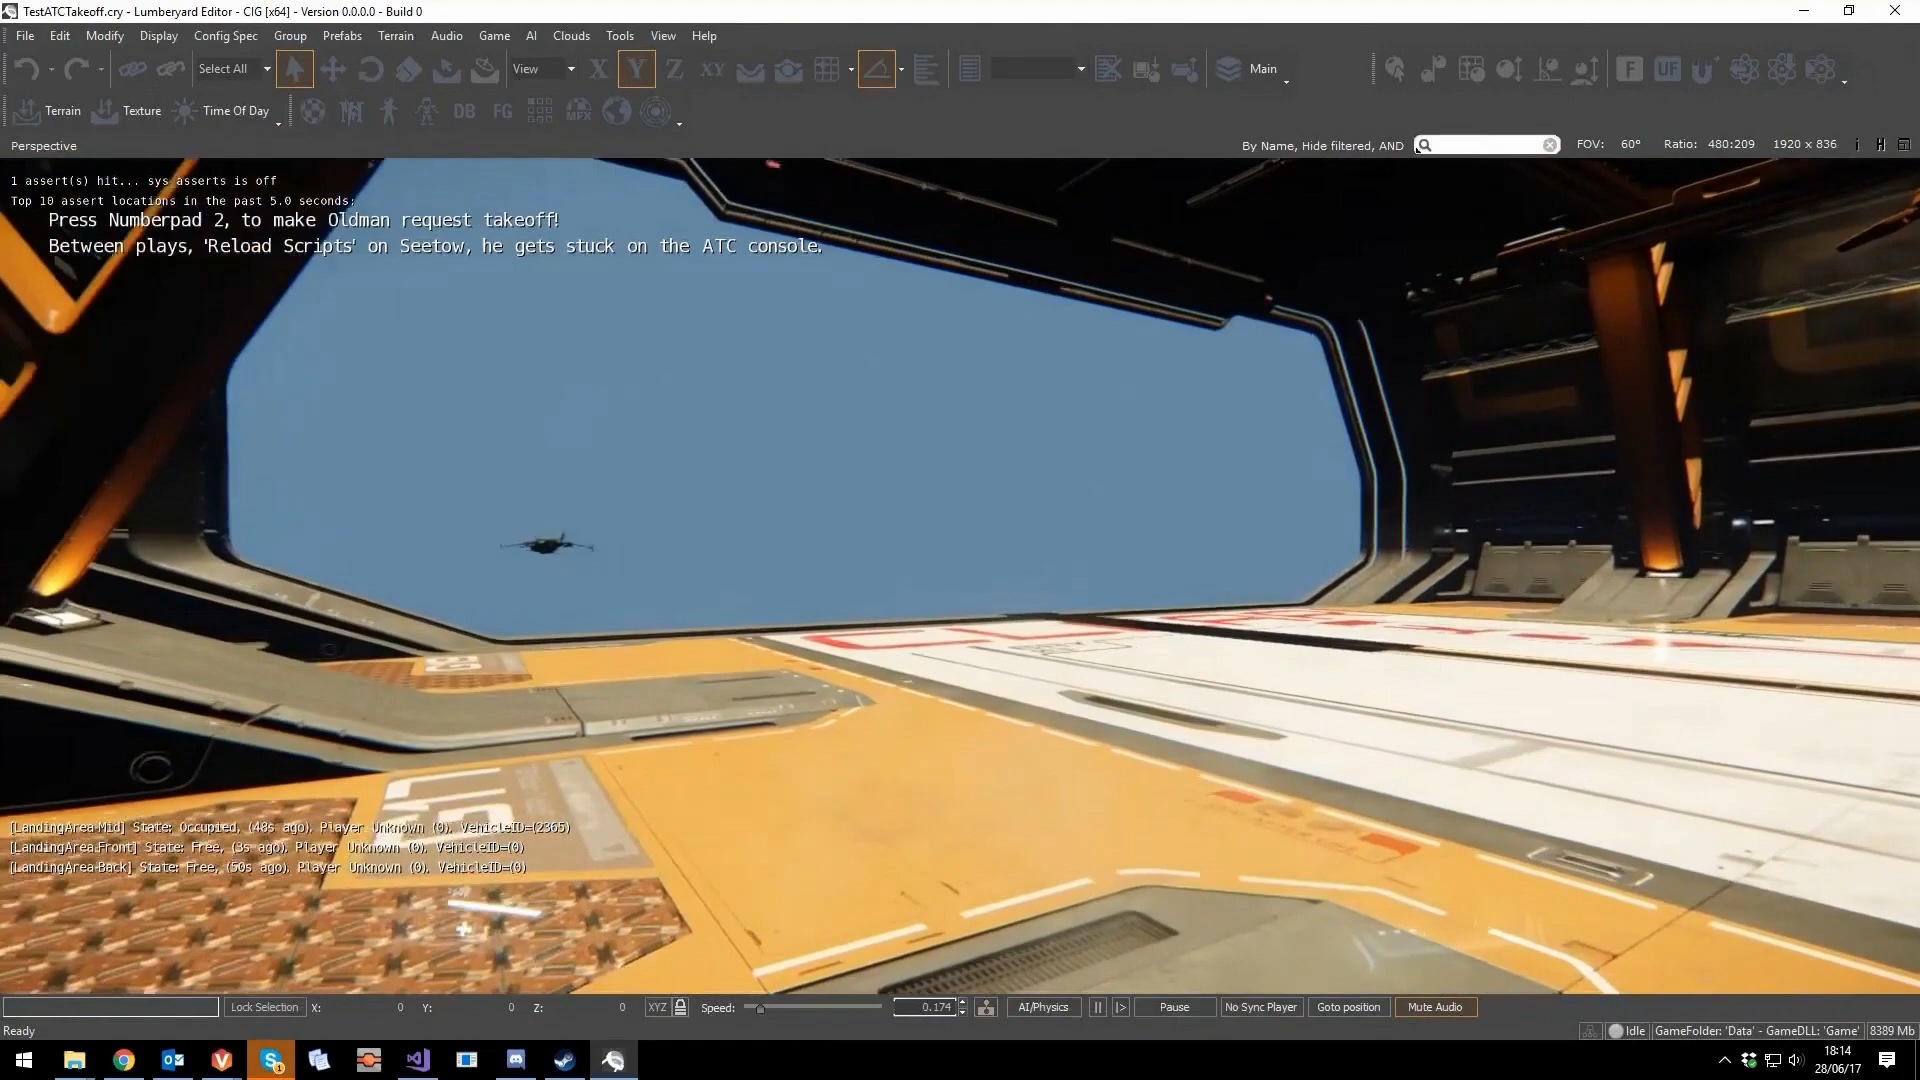 TestATCTakeoff.cry - Lumberyard Editor - CIG [x64] - Version 0.0.0.0 - Build 0
File Edit Modify Display Config Spec Group Prefabs Terrain Audio Game AI Clouds Tools View Help
Select All View X Y Z XY Main F UF
Terrain Texture Time Of Day DB FG MFX
Perspective By Name, Hide filtered, AND FOV: 60° Ratio: 480:209 1920 x 836 i H
1 assert(s) hit... sys_asserts is off
Top 10 assert locations in the past 5.0 seconds:
Press Numberpad 2, to make Oldman request takeoff!
Between plays, 'Reload Scripts' on Seetow, he gets stuck on the ATC console.
[LandingArea-Mid] State: Occupied, (48s ago). Player Unknown (0). VehicleID=(2365)
[LandingArea-Front] State: Free, (3s ago). Player Unknown (0). VehicleID=(0)
[LandingArea-Back] State: Free, (50s ago). Player Unknown (0). VehicleID=(0)
Lock Selection X: 0 Y: 0 Z: 0 XYZ Speed: 0.174 AI/Physics Pause No Sync Player Goto position Mute Audio
Ready Idle GameFolder: 'Data' - GameDLL: 'Game' 8389 Mb
18:14
28/06/17